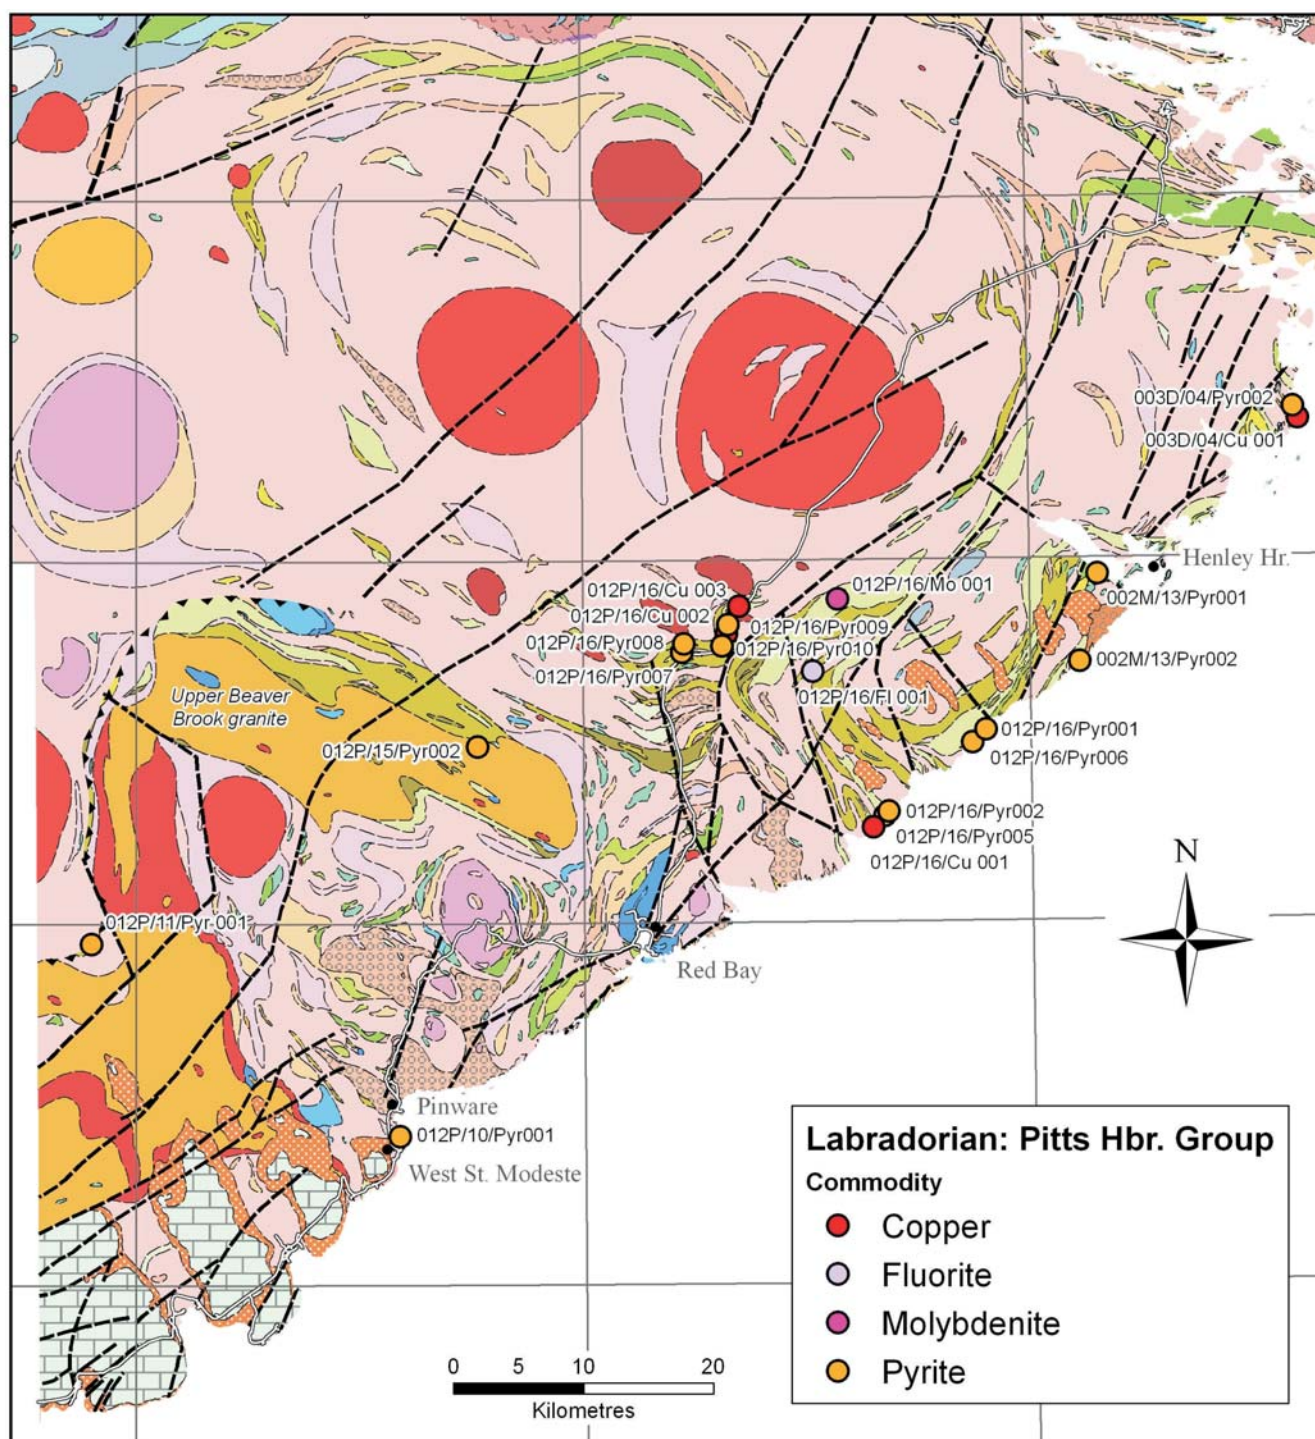 003D/04/Pyr002
003D/04/Cu 001
Henley Hr.
012P/16/Cu 003
012P/16/Mo 001
012P/16/Cu 002
002M/13/Pyr001
012P/16/Pyr008
012P/16/Pyr009
012P/16/Pyr010
002M/13/Pyr002
012P/16/Pyr007
012P/16/Fl 001
Upper Beaver
Brook granite
012P/15/Pyr002
012P/16/Pyr001
012P/16/Pyr006
012P/16/Pyr002
012P/16/Pyr005
012P/16/Cu 001
N
012P/11/Pyr 001
Red Bay
Pinware
012P/10/Pyr001
West St. Modeste
Labradorian: Pitts Hbr. Group
Commodity
Copper
Fluorite
Molybdenite
Pyrite
0 5 10 20
Kilometres